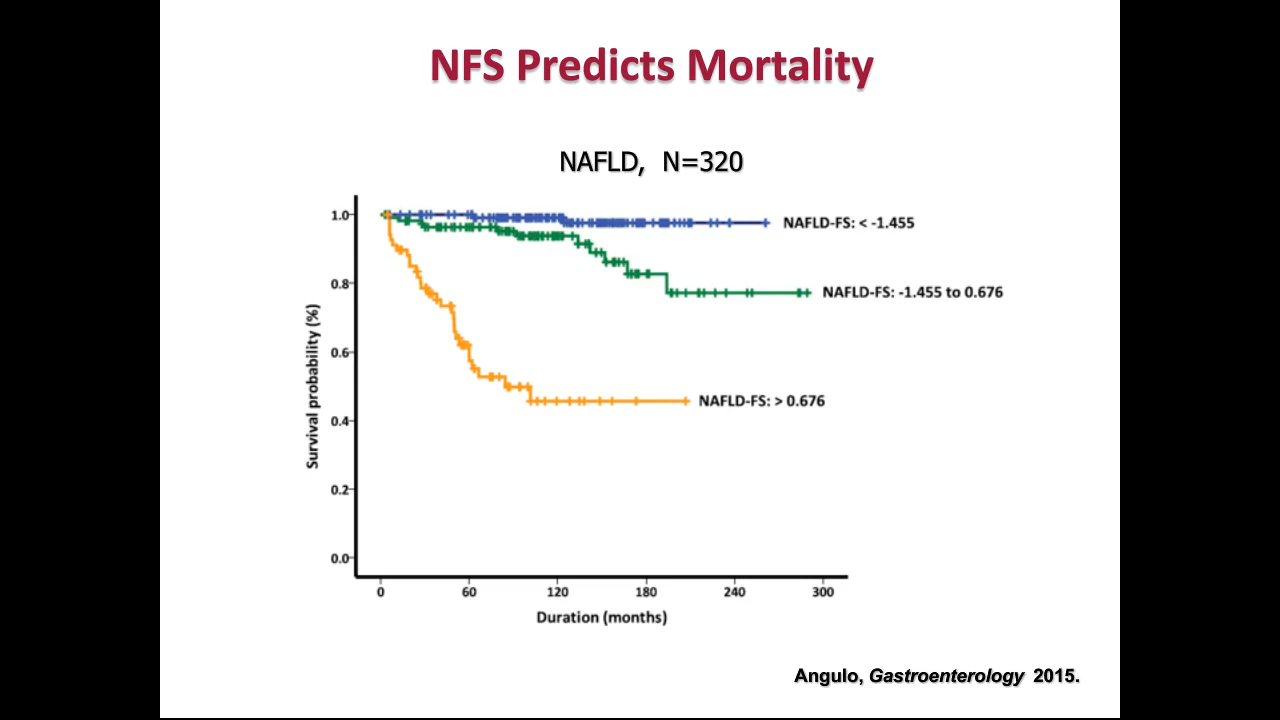 NFS Predicts Mortality
NAFLD, N=320
Survival probability (%)
1.0
0.8
0.6
0.4
0.2
0.0
NAFLD-FS: < -1.455
NAFLD-FS: -1.455 to 0.676
NAFLD-FS: > 0.676
0 60 120 180 240 300
Duration (months)
Angulo, Gastroenterology 2015.